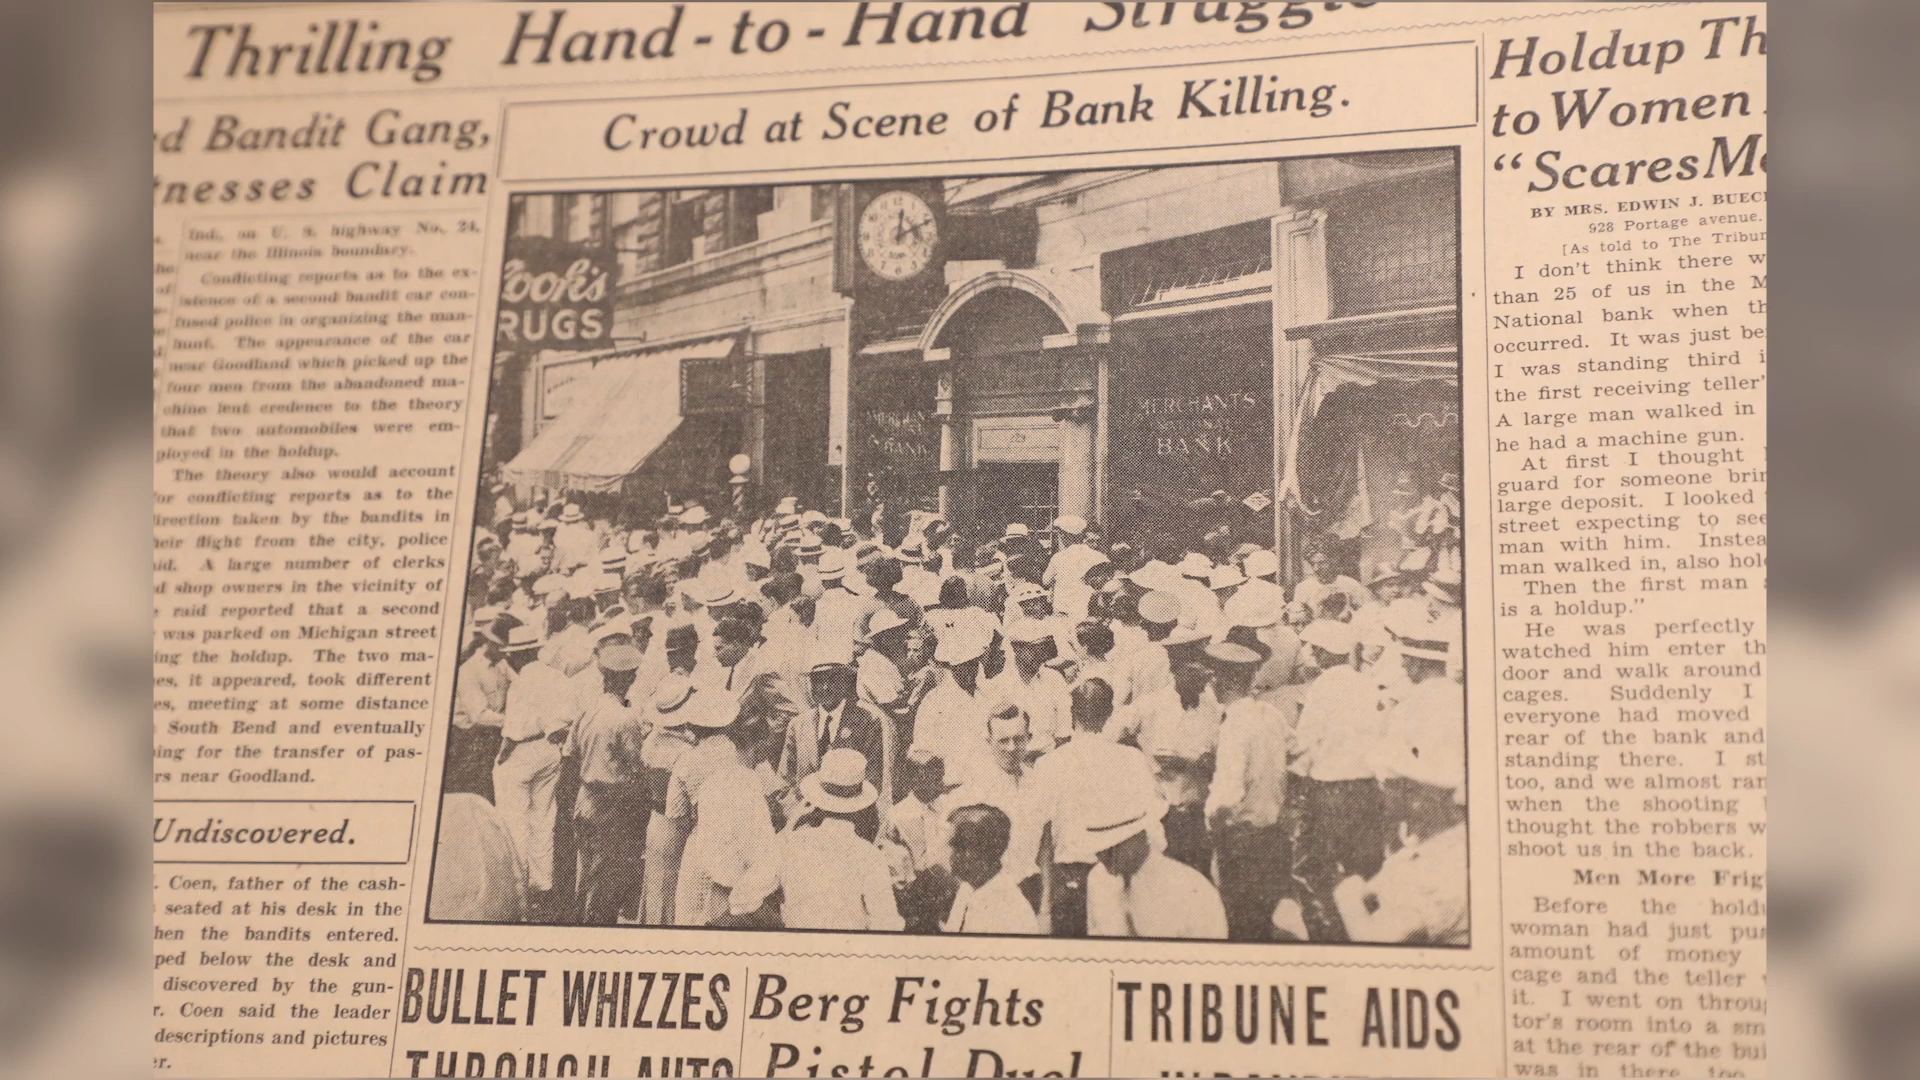 Thrilling Hand-to-Hand Struggle
d Bandit Gang,
nesses Claim
Ind., on U. S. highway No. 24,
near the Illinois boundary.
Conflicting reports as to the ex-
istence of a second bandit car con-
fused police in organizing the man-
hunt. The appearance of the car
near Goodland which picked up the
four men from the abandoned ma-
chine lent credence to the theory
that two automobiles were em-
ployed in the holdup.
The theory also would account
for conflicting reports as to the
direction taken by the bandits in
their flight from the city, police
said. A large number of clerks
and shop owners in the vicinity of
raid reported that a second
was parked on Michigan street
ing the holdup. The two ma-
es, it appeared, took different
es, meeting at some distance
South Bend and eventually
ing for the transfer of pas-
rs near Goodland.
Undiscovered.
. Coen, father of the cash-
seated at his desk in the
hen the bandits entered.
ped below the desk and
discovered by the gun-
r. Coen said the leader
descriptions and pictures
er.
Crowd at Scene of Bank Killing.
Cook's
RUGS
MERCHANTS
BANK
229
MERCHANTS
NATIONAL
BANK
BULLET WHIZZES
THROUGH AUTO
Berg Fights
Pistol Duel
TRIBUNE AIDS
Holdup Th
to Women
“Scares Me
BY MRS. EDWIN J. BUECH
928 Portage avenue.
[As told to The Tribun
I don't think there w
than 25 of us in the M
National bank when th
occurred. It was just be
I was standing third i
the first receiving teller'
A large man walked in
he had a machine gun.
At first I thought
guard for someone brin
large deposit. I looked
street expecting to see
man with him. Instea
man walked in, also hol
Then the first man
is a holdup.”
He was perfectly
watched him enter th
door and walk around
cages. Suddenly I
everyone had moved
rear of the bank and
standing there. I st
too, and we almost ran
when the shooting
thought the robbers w
shoot us in the back.
Men More Frig
Before the hold
woman had just pu
amount of money
cage and the teller
it. I went on throu
tor's room into a sm
at the rear of the bui
was in there, too